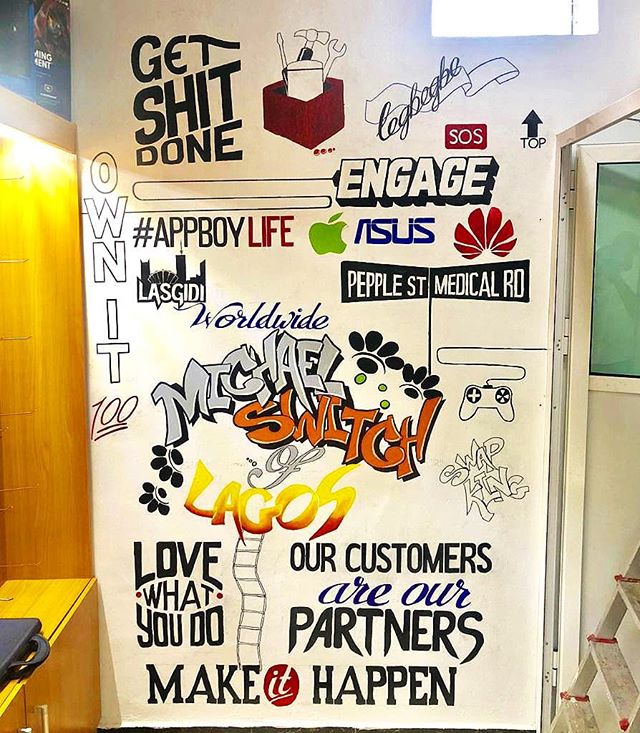 MING
MENT
GET
SHIT
DONE
legbegbe
SOS
TOP
ENGAGE
OWN IT
100
#APPBOYLIFE
ASUS
LASGIDI
PEPPLE ST MEDICAL RD
Worldwide
MICHAEL
SWITCH
of
LAGOS
SWAP
KING
LOVE
WHAT
YOU DO
OUR CUSTOMERS
are our
PARTNERS
MAKE it HAPPEN